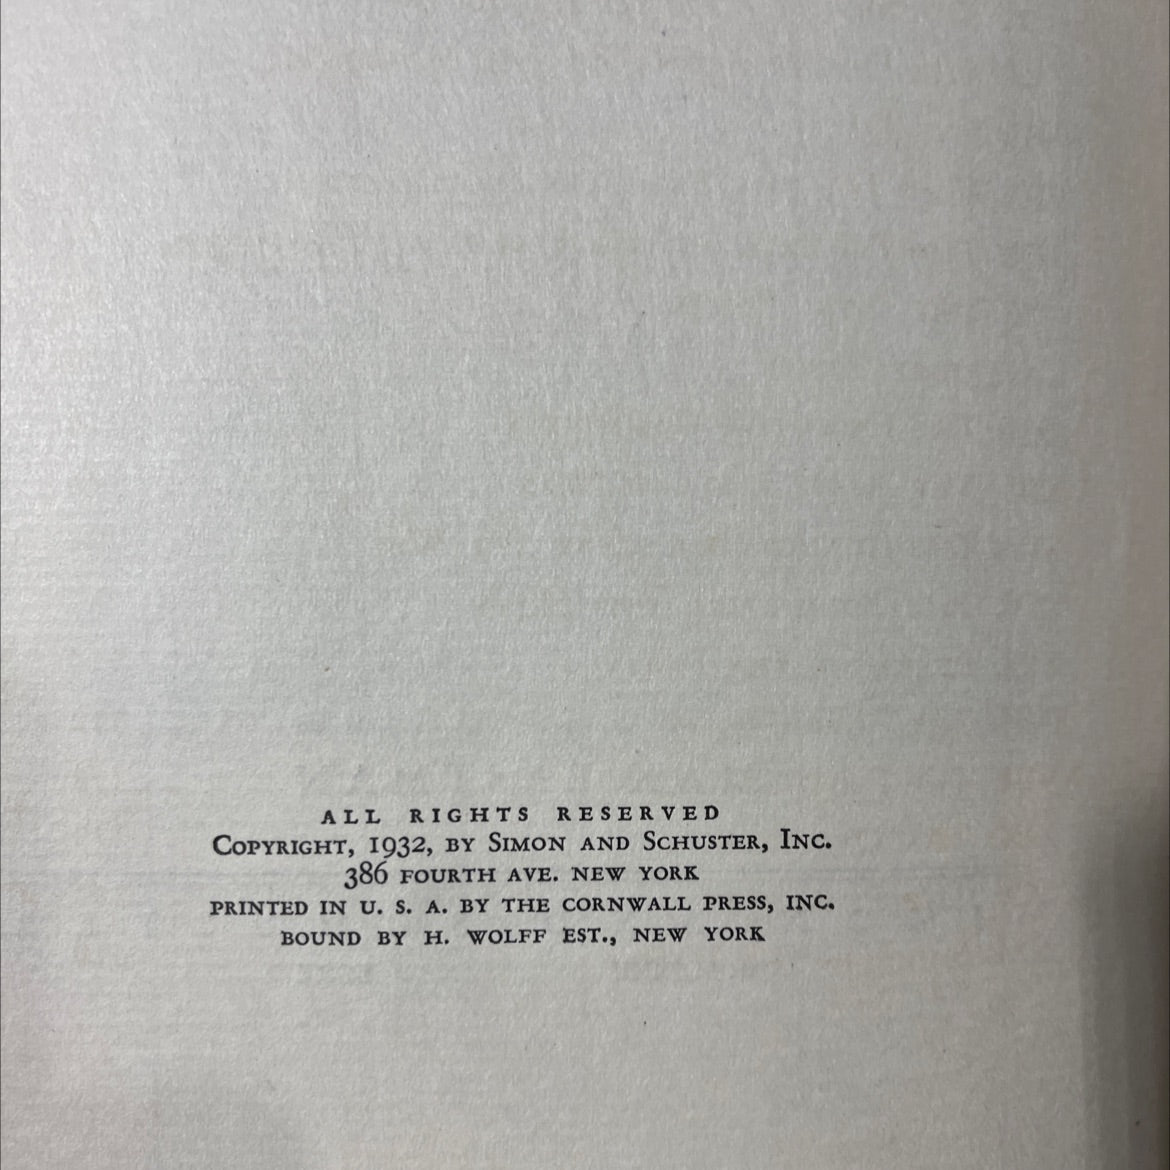 ALL RIGHTS RESERVED
COPYRIGHT, 1932, BY SIMON AND SCHUSTER, INC.
386 FOURTH AVE. NEW YORK
PRINTED IN U. S. A. BY THE CORNWALL PRESS, INC.
BOUND BY H. WOLFF EST., NEW YORK